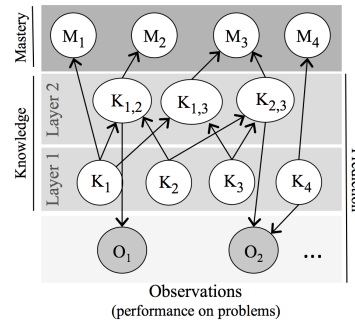 Mastery
M1 M2 M3 M4
Knowledge
Layer 2
K1,2 K1,3 K2,3
Layer 1
K1 K2 K3 K4
O1 O2 ...
Observations
(performance on problems)